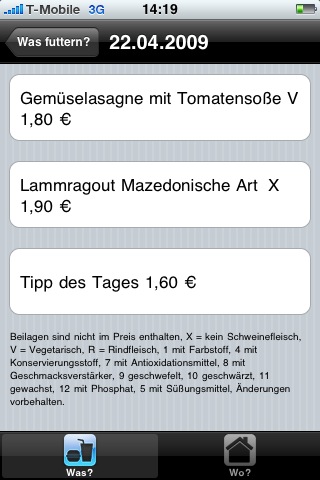 T-Mobile 3G 14:19
Was futtern? 22.04.2009
Gemüselasagne mit Tomatensoße V
1,80 €
Lammragout Mazedonische Art X
1,90 €
Tipp des Tages 1,60 €
Beilagen sind nicht im Preis enthalten, X = kein Schweinefleisch,
V = Vegetarisch, R = Rindfleisch, 1 mit Farbstoff, 4 mit
Konservierungsstoff, 7 mit Antioxidationsmittel, 8 mit
Geschmacksverstärker, 9 geschwefelt, 10 geschwärzt, 11
gewachst, 12 mit Phosphat, 5 mit Süßungsmittel, Änderungen
vorbehalten.
Was? Wo?